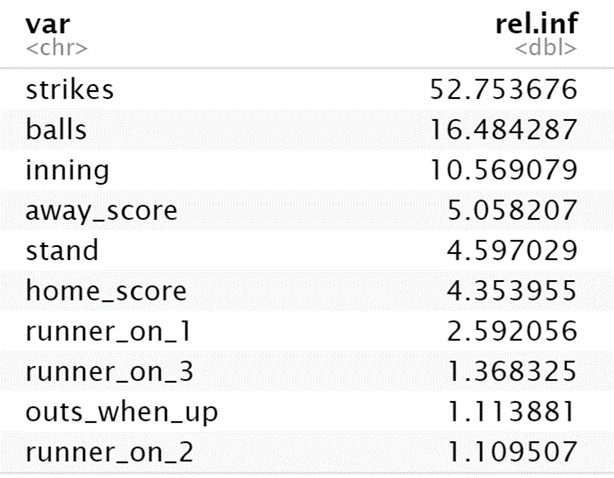 var rel.inf
<chr> <dbl>
strikes 52.753676
balls 16.484287
inning 10.569079
away_score 5.058207
stand 4.597029
home_score 4.353955
runner_on_1 2.592056
runner_on_3 1.368325
outs_when_up 1.113881
runner_on_2 1.109507